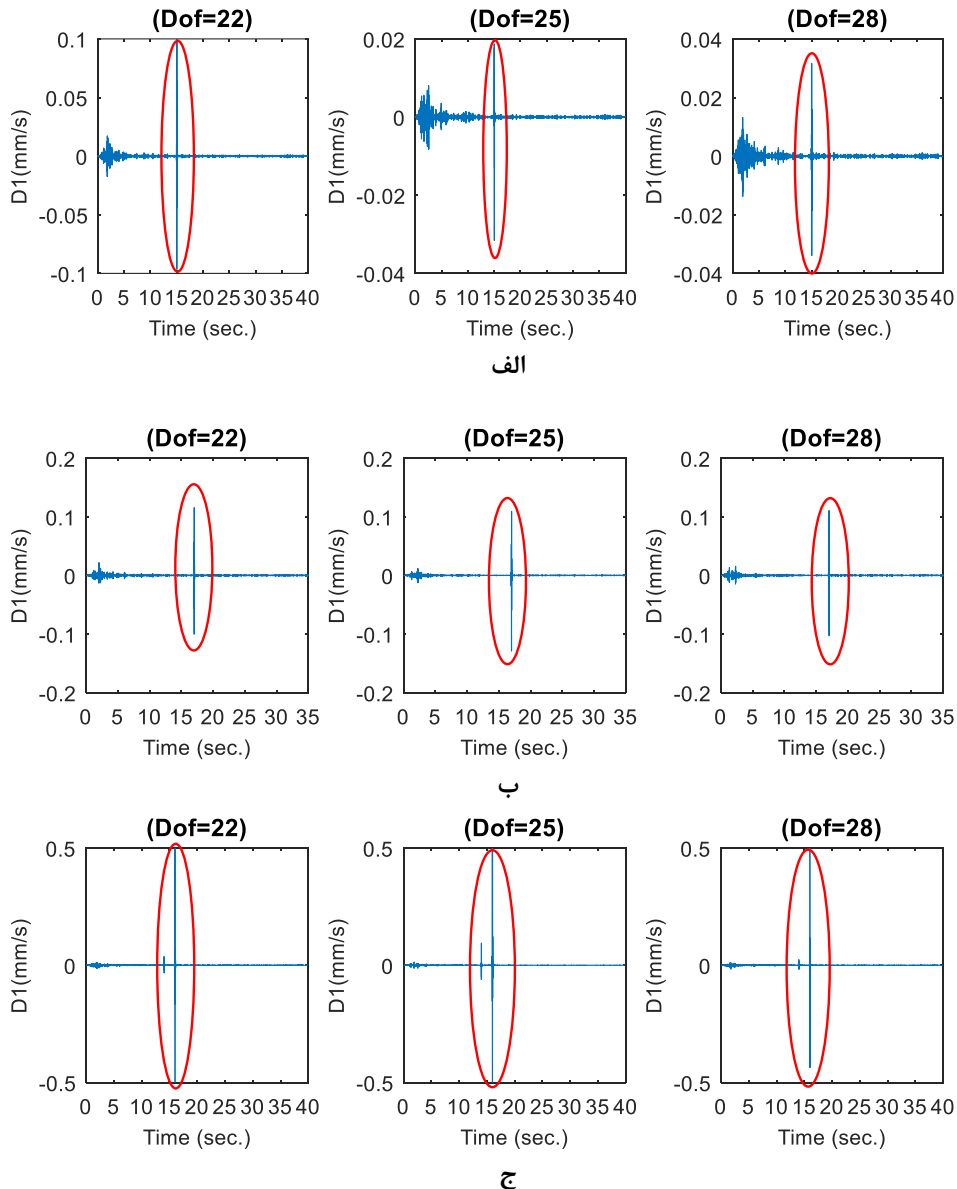 (Dof=22) (Dof=25) (Dof=28)
0.1 0.05 0 -0.05 -0.1 D1(mm/s)
0.02 0 -0.02 -0.04 D1(mm/s)
0.04 0.02 0 -0.02 -0.04 D1(mm/s)
0 5 10 15 20 25 30 35 40 0 5 10 15 20 25 30 35 40 0 5 10 15 20 25 30 35 40
Time (sec.) Time (sec.) Time (sec.)
الف
(Dof=22) (Dof=25) (Dof=28)
0.2 0.1 0 -0.1 -0.2 D1(mm/s)
0.2 0.1 0 -0.1 -0.2 D1(mm/s)
0.2 0.1 0 -0.1 -0.2 D1(mm/s)
0 5 10 15 20 25 30 35 0 5 10 15 20 25 30 35 0 5 10 15 20 25 30 35
Time (sec.) Time (sec.) Time (sec.)
ب
(Dof=22) (Dof=25) (Dof=28)
0.5 0 -0.5 D1(mm/s)
0.5 0 -0.5 D1(mm/s)
0.5 0 -0.5 D1(mm/s)
0 5 10 15 20 25 30 35 40 0 5 10 15 20 25 30 35 40 0 5 10 15 20 25 30 35 40
Time (sec.) Time (sec.) Time (sec.)
ج